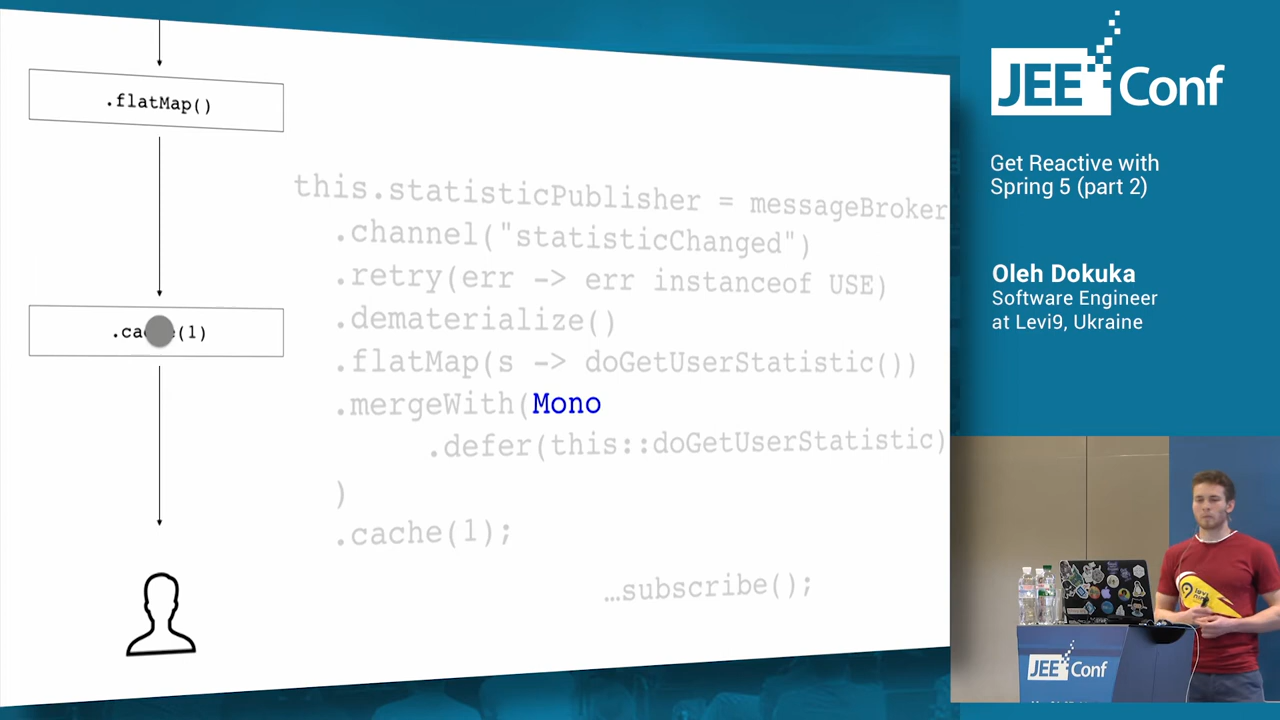 .flatMap()
.cache(1)
this.statisticPublisher = messageBroker
.channel("statisticChanged")
.retry(err -> err instanceof USE)
.dematerialize()
.flatMap(s -> doGetUserStatistic())
.mergeWith(Mono
.defer(this::doGetUserStatistic)
)
.cache(1);
…subscribe();
JEE Conf
Get Reactive with
Spring 5 (part 2)
Oleh Dokuka
Software Engineer
at Levi9, Ukraine
JEE Conf